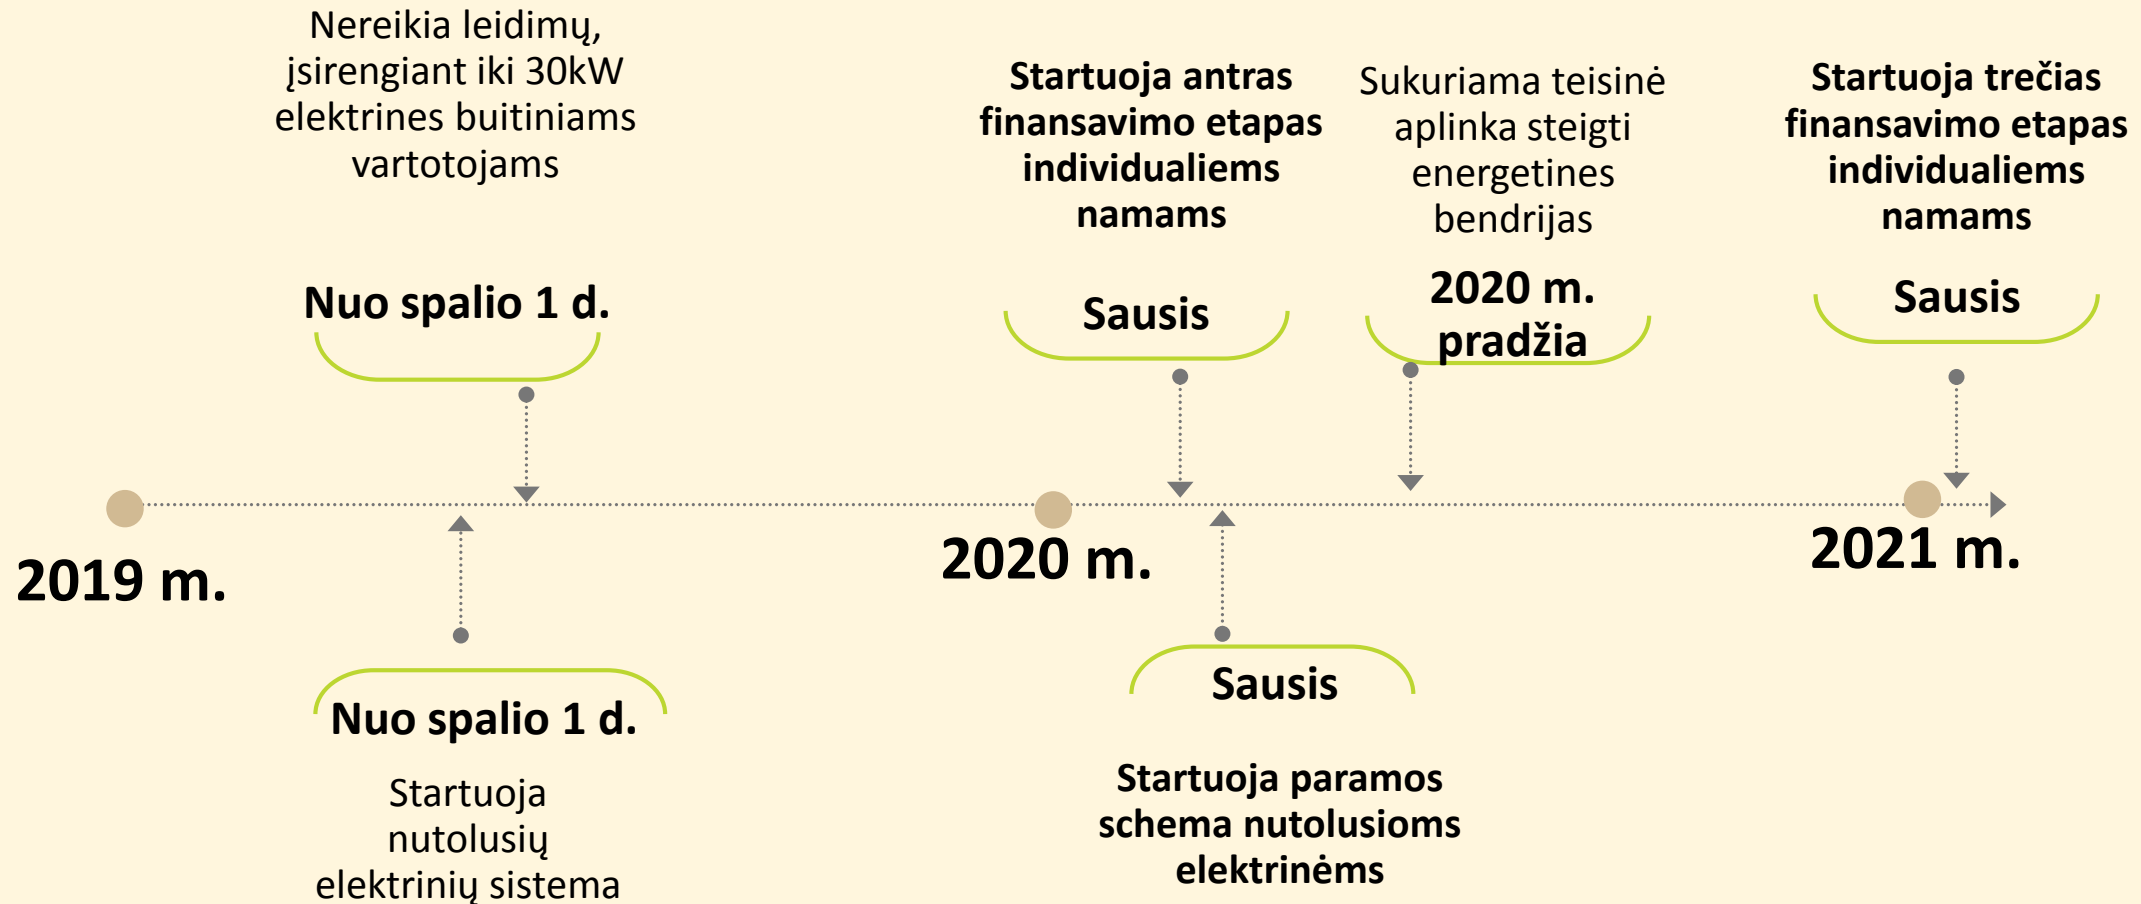 Nereikia leidimų,
įsirengiant iki 30kW
elektrines buitiniams
vartotojams
Nuo spalio 1 d.
Startuoja antras
finansavimo etapas
individualiems
namams
Sausis
Sukuriama teisinė
aplinka steigti
energetines
bendrijas
2020 m.
pradžia
Startuoja trečias
finansavimo etapas
individualiems
namams
Sausis
2019 m.
2020 m.
2021 m.
Nuo spalio 1 d.
Startuoja
nutolusių
elektrinių sistema
Sausis
Startuoja paramos
schema nutolusioms
elektrinėms